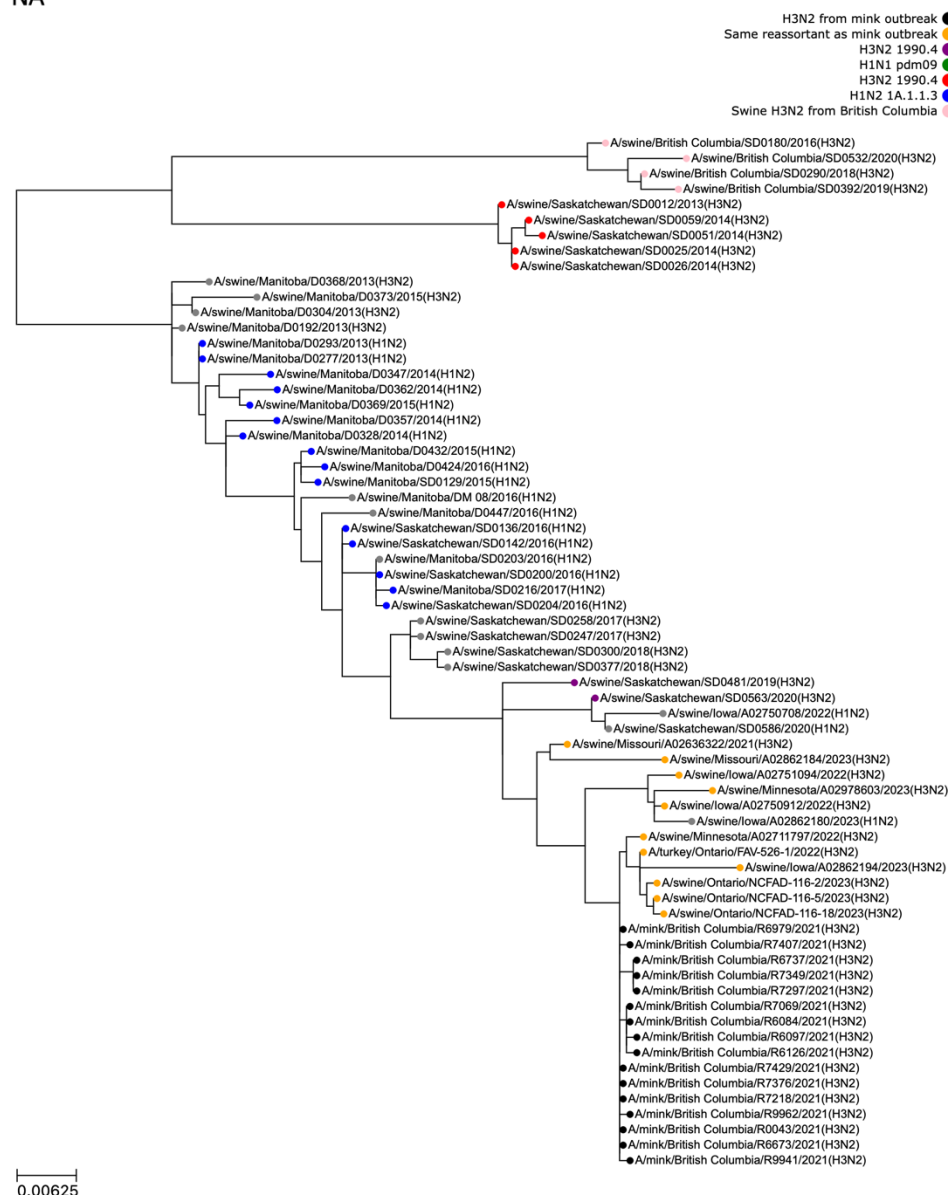 NA
H3N2 from mink outbreak
Same reassortant as mink outbreak
H3N2 1990.4
H1N1 pdm09
H3N2 1990.4
H1N2 1A.1.1.3
Swine H3N2 from British Columbia
A/swine/British Columbia/SD0180/2016(H3N2)
A/swine/British Columbia/SD0532/2020(H3N2)
A/swine/British Columbia/SD0290/2018(H3N2)
A/swine/British Columbia/SD0392/2019(H3N2)
A/swine/Saskatchewan/SD0012/2013(H3N2)
A/swine/Saskatchewan/SD0059/2014(H3N2)
A/swine/Saskatchewan/SD0051/2014(H3N2)
A/swine/Saskatchewan/SD0025/2014(H3N2)
A/swine/Saskatchewan/SD0026/2014(H3N2)
A/swine/Manitoba/D0368/2013(H3N2)
A/swine/Manitoba/D0373/2015(H3N2)
A/swine/Manitoba/D0304/2013(H3N2)
A/swine/Manitoba/D0192/2013(H3N2)
A/swine/Manitoba/D0293/2013(H1N2)
A/swine/Manitoba/D0277/2013(H1N2)
A/swine/Manitoba/D0347/2014(H1N2)
A/swine/Manitoba/D0362/2014(H1N2)
A/swine/Manitoba/D0369/2015(H1N2)
A/swine/Manitoba/D0357/2014(H1N2)
A/swine/Manitoba/D0328/2014(H1N2)
A/swine/Manitoba/D0432/2015(H1N2)
A/swine/Manitoba/D0424/2016(H1N2)
A/swine/Manitoba/SD0129/2015(H1N2)
A/swine/Manitoba/DM 08/2016(H1N2)
A/swine/Manitoba/D0447/2016(H1N2)
A/swine/Saskatchewan/SD0136/2016(H1N2)
A/swine/Saskatchewan/SD0142/2016(H1N2)
A/swine/Manitoba/SD0203/2016(H1N2)
A/swine/Saskatchewan/SD0200/2016(H1N2)
A/swine/Manitoba/SD0216/2017(H1N2)
A/swine/Saskatchewan/SD0204/2016(H1N2)
A/swine/Saskatchewan/SD0258/2017(H3N2)
A/swine/Saskatchewan/SD0247/2017(H3N2)
A/swine/Saskatchewan/SD0300/2018(H3N2)
A/swine/Saskatchewan/SD0377/2018(H3N2)
A/swine/Saskatchewan/SD0481/2019(H3N2)
A/swine/Saskatchewan/SD0563/2020(H3N2)
A/swine/Iowa/A02750708/2022(H1N2)
A/swine/Saskatchewan/SD0586/2020(H1N2)
A/swine/Missouri/A02636322/2021(H3N2)
A/swine/Missouri/A02862184/2023(H3N2)
A/swine/Iowa/A02751094/2022(H3N2)
A/swine/Minnesota/A02978603/2023(H3N2)
A/swine/Iowa/A02750912/2022(H3N2)
A/swine/Iowa/A02862180/2023(H1N2)
A/swine/Minnesota/A02711797/2022(H3N2)
A/turkey/Ontario/FAV-526-1/2022(H3N2)
A/swine/Iowa/A02862194/2023(H3N2)
A/swine/Ontario/NCFAD-116-2/2023(H3N2)
A/swine/Ontario/NCFAD-116-5/2023(H3N2)
A/swine/Ontario/NCFAD-116-18/2023(H3N2)
A/mink/British Columbia/R6979/2021(H3N2)
A/mink/British Columbia/R7407/2021(H3N2)
A/mink/British Columbia/R6737/2021(H3N2)
A/mink/British Columbia/R7349/2021(H3N2)
A/mink/British Columbia/R7297/2021(H3N2)
A/mink/British Columbia/R7069/2021(H3N2)
A/mink/British Columbia/R6084/2021(H3N2)
A/mink/British Columbia/R6097/2021(H3N2)
A/mink/British Columbia/R6126/2021(H3N2)
A/mink/British Columbia/R7429/2021(H3N2)
A/mink/British Columbia/R7376/2021(H3N2)
A/mink/British Columbia/R7218/2021(H3N2)
A/mink/British Columbia/R9962/2021(H3N2)
A/mink/British Columbia/R0043/2021(H3N2)
A/mink/British Columbia/R6673/2021(H3N2)
A/mink/British Columbia/R9941/2021(H3N2)
0.00625